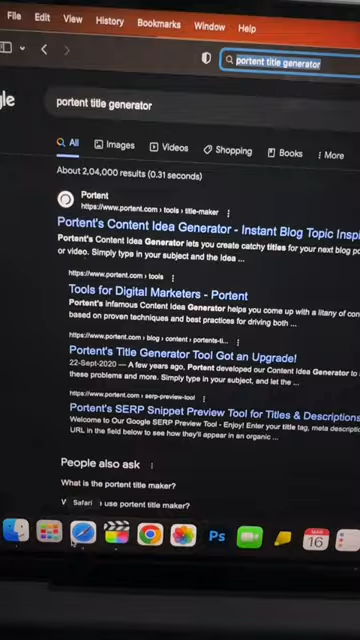 File Edit View History Bookmarks Window Help
portent title generator
gle
portent title generator
All Images Videos Shopping Books More
About 2,04,000 results (0.31 seconds)
Portent
https://www.portent.com › tools › title-maker
Portent's Content Idea Generator - Instant Blog Topic Inspi
Portent's Content Idea Generator lets you create catchy titles for your next blog po
or video. Simply type in your subject and the Idea ...
https://www.portent.com › tools
Tools for Digital Marketers - Portent
Portent's infamous Content Idea Generator helps you come up with a litany of con
based on proven techniques and best practices for driving both ...
https://www.portent.com › blog › content › portents-ti...
Portent's Title Generator Tool Got an Upgrade!
22-Sept-2020 — A few years ago, Portent developed our Content Idea Generator to
these problems and more. Simply type in your subject, and let the ...
https://www.portent.com › serp-preview-tool
Portent's SERP Snippet Preview Tool for Titles & Descriptions
Welcome to Our Google SERP Preview Tool - Enjoy! Enter your title tag, meta descriptio
URL in the field below to see how they'll appear in an organic ...
People also ask
What is the portent title maker?
Safari use portent title maker?
Ps
MAR
16